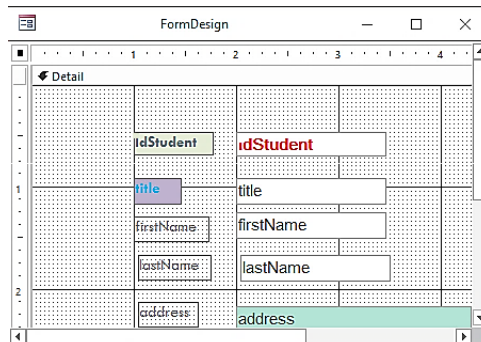 FormDesign
1 2 3 4
Detail
idStudent idStudent
1
title title
firstName firstName
lastName lastName
2
address address